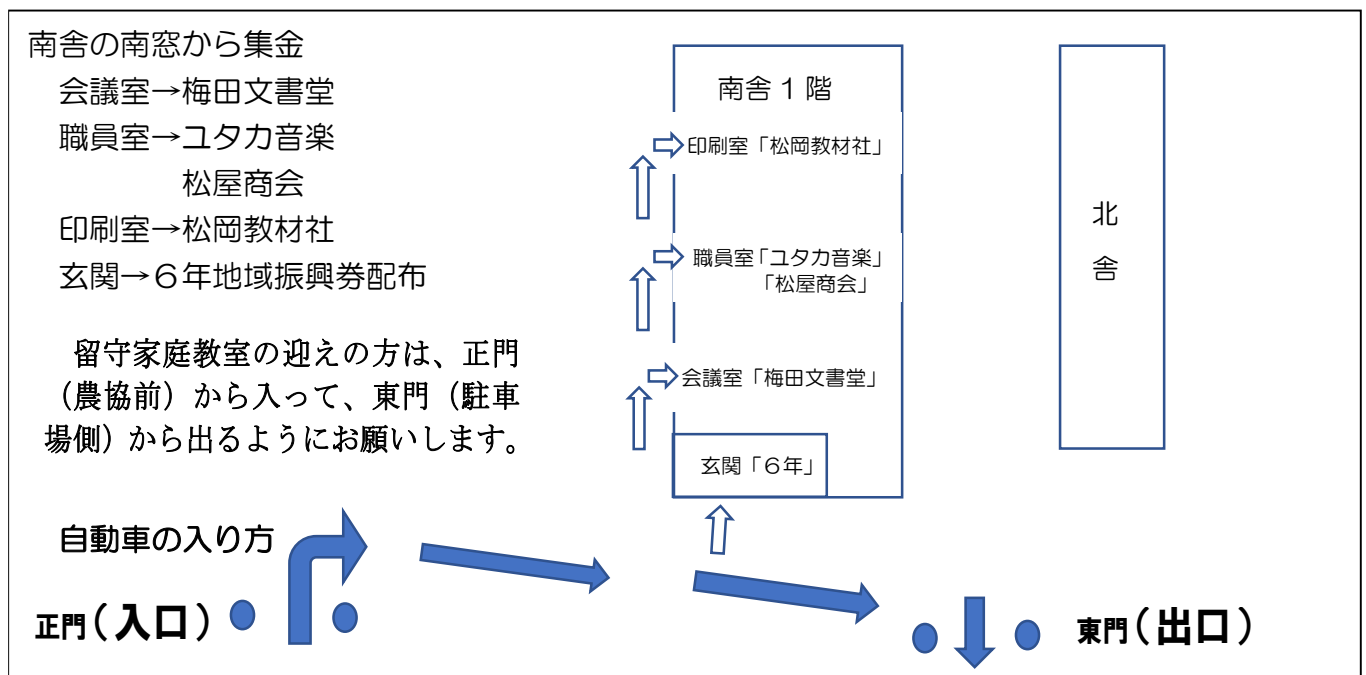 南舎の南窓から集金
会議室→梅田文書堂
職員室→ユタカ音楽
松屋商会
印刷室→松岡教材社
玄関→６年地域振興券配布
留守家庭教室の迎えの方は、正門
（農協前）から入って、東門（駐車
場側）から出るようにお願いします。
自動車の入り方
正門（入口）
南舎１階
印刷室「松岡教材社」
職員室「ユタカ音楽」
「松屋商会」
会議室「梅田文書堂」
玄関「６年」
北
舎
東門（出口）